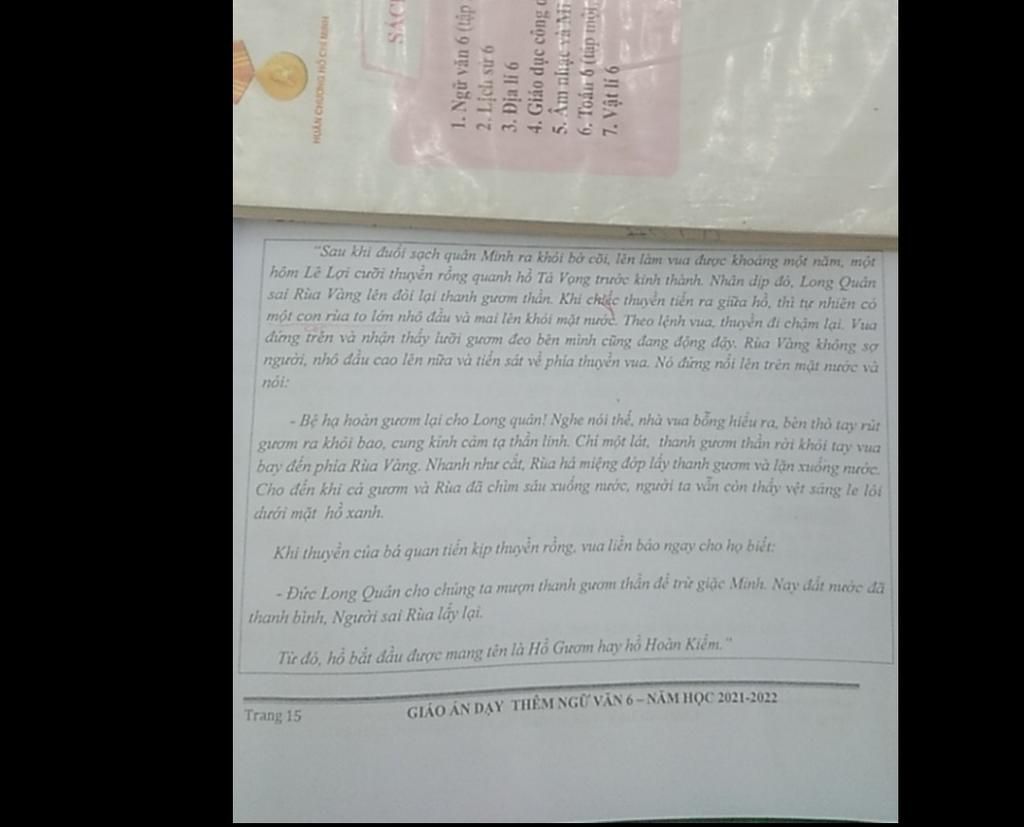 HUÂN CHƯƠNG HỒ CHÍ MINH
1. Ngữ văn 6 (tập
2. Lịch sử 6
3. Địa lí 6
4. Giáo dục công
5. Âm nhạc và Mĩ
6. Toán 6 (tập một,
7. Vật lí 6
"Sau khi đuổi sạch quân Minh ra khỏi bờ cõi, lên làm vua được khoảng một năm, một
hôm Lê Lợi cưỡi thuyền rồng quanh hồ Tả Vọng trước kinh thành. Nhân dịp đó, Long Quân
sai Rùa Vàng lên đòi lại thanh gươm thần. Khi chiếc thuyền tiến ra giữa hồ, thì tự nhiên có
một con rùa to lớn nhô đầu và mai lên khỏi mặt nước. Theo lệnh vua, thuyền đi chậm lại. Vua
đứng trên và nhận thấy lưỡi gươm đeo bên mình cũng đang động đậy. Rùa Vàng không sợ
người, nhô đầu cao lên nữa và tiến sát về phía thuyền vua. Nó đứng nổi lên trên mặt nước và
nói:
- Bệ hạ hoàn gươm lại cho Long quân! Nghe nói thế, nhà vua bỗng hiểu ra, bèn thò tay rút
gươm ra khỏi bao, cung kính cảm tạ thần linh. Chỉ một lát, thanh gươm thần rời khỏi tay vua
bay đến phía Rùa Vàng. Nhanh như cắt, Rùa há miệng đớp lấy thanh gươm và lặn xuống nước.
Cho đến khi cả gươm và Rùa đã chìm sâu xuống nước, người ta vẫn còn thấy vệt sáng le lói
dưới mặt hồ xanh.
Khi thuyền của bá quan tiến kịp thuyền rồng, vua liền báo ngay cho họ biết:
- Đức Long Quân cho chúng ta mượn thanh gươm thần để trừ giặc Minh. Nay đất nước đã
thanh bình, Người sai Rùa lấy lại.
Từ đó, hồ bắt đầu được mang tên là Hồ Gươm hay hồ Hoàn Kiếm."
Trang 15
GIÁO ÁN DẠY THÊM NGỮ VĂN 6 – NĂM HỌC 2021-2022